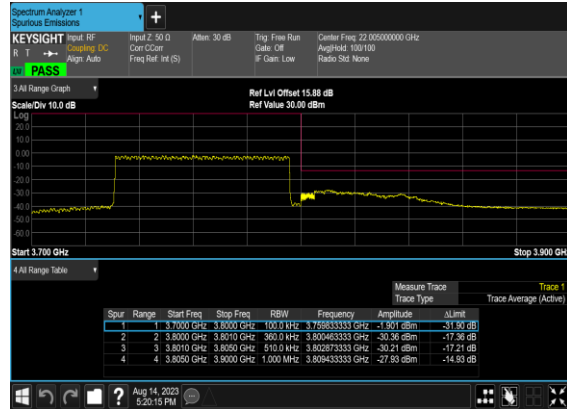 Spectrum Analyzer 1
Spurious Emissions
KEYSIGHT Input: RF Input Z: 50 Ω Atten: 30 dB Trig: Free Run Center Freq: 22.005000000 GHz
R T Coupling: DC Corr CCorr Gate: Off Avg|Hold: 100/100
Align: Auto Freq Ref: Int (S) IF Gain: Low Radio Std: None
PASS
3 All Range Graph
Ref Lvl Offset 15.88 dB
Scale/Div 10.0 dB Ref Value 30.00 dBm
Log
20.0
10.0
0.00
-10.0
-20.0
-30.0
-40.0
-50.0
-60.0
Start 3.700 GHz Stop 3.900 GH
4 All Range Table
Measure Trace Trace 1
Trace Type Trace Average (Active)
Spur Range Start Freq Stop Freq RBW Frequency Amplitude ΔLimit
1 1 3.7000 GHz 3.8000 GHz 100.0 kHz 3.759833333 GHz -1.901 dBm -31.90 dB
2 2 3.8000 GHz 3.8010 GHz 360.0 kHz 3.800463333 GHz -30.36 dBm -17.36 dB
3 3 3.8010 GHz 3.8050 GHz 510.0 kHz 3.802873333 GHz -30.21 dBm -17.21 dB
4 4 3.8050 GHz 3.9000 GHz 1.000 MHz 3.809433333 GHz -27.93 dBm -14.93 dB
? Aug 14, 2023
5:20:15 PM